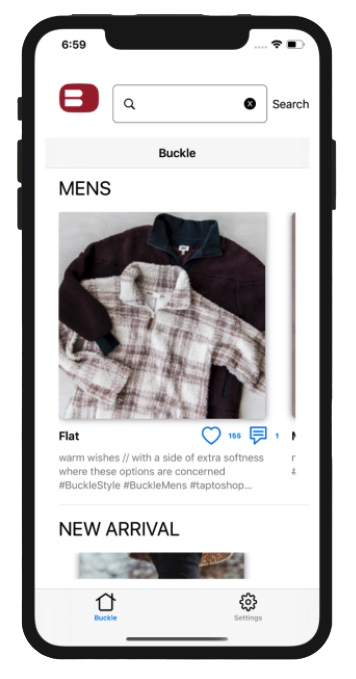 6:59
Search
Buckle
MENS
Flat 155 1
warm wishes // with a side of extra softness
where these options are concerned
#BuckleStyle #BuckleMens #taptoshop...
NEW ARRIVAL
Buckle Settings